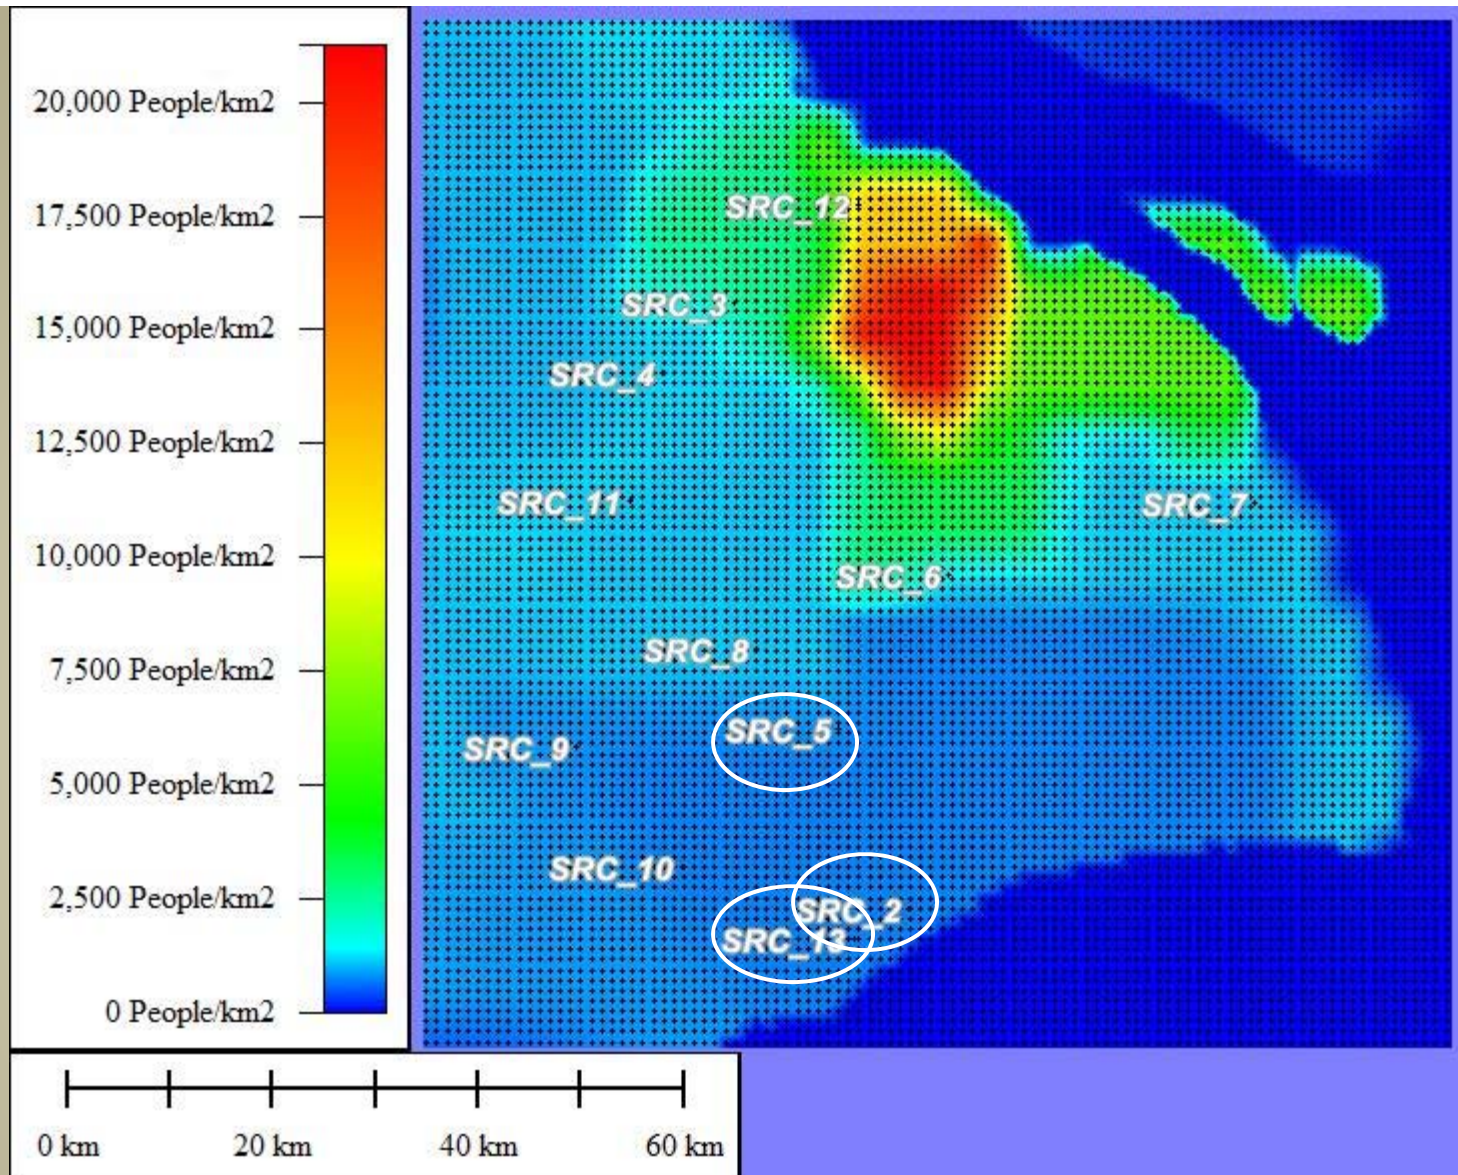 20,000 People/km2
17,500 People/km2
15,000 People/km2
12,500 People/km2
10,000 People/km2
7,500 People/km2
5,000 People/km2
2,500 People/km2
0 People/km2
SRC_12
SRC_3
SRC_4
SRC_11
SRC_7
SRC_6
SRC_8
SRC_5
SRC_9
SRC_10
SRC_2
SRC_13
0 km 20 km 40 km 60 km